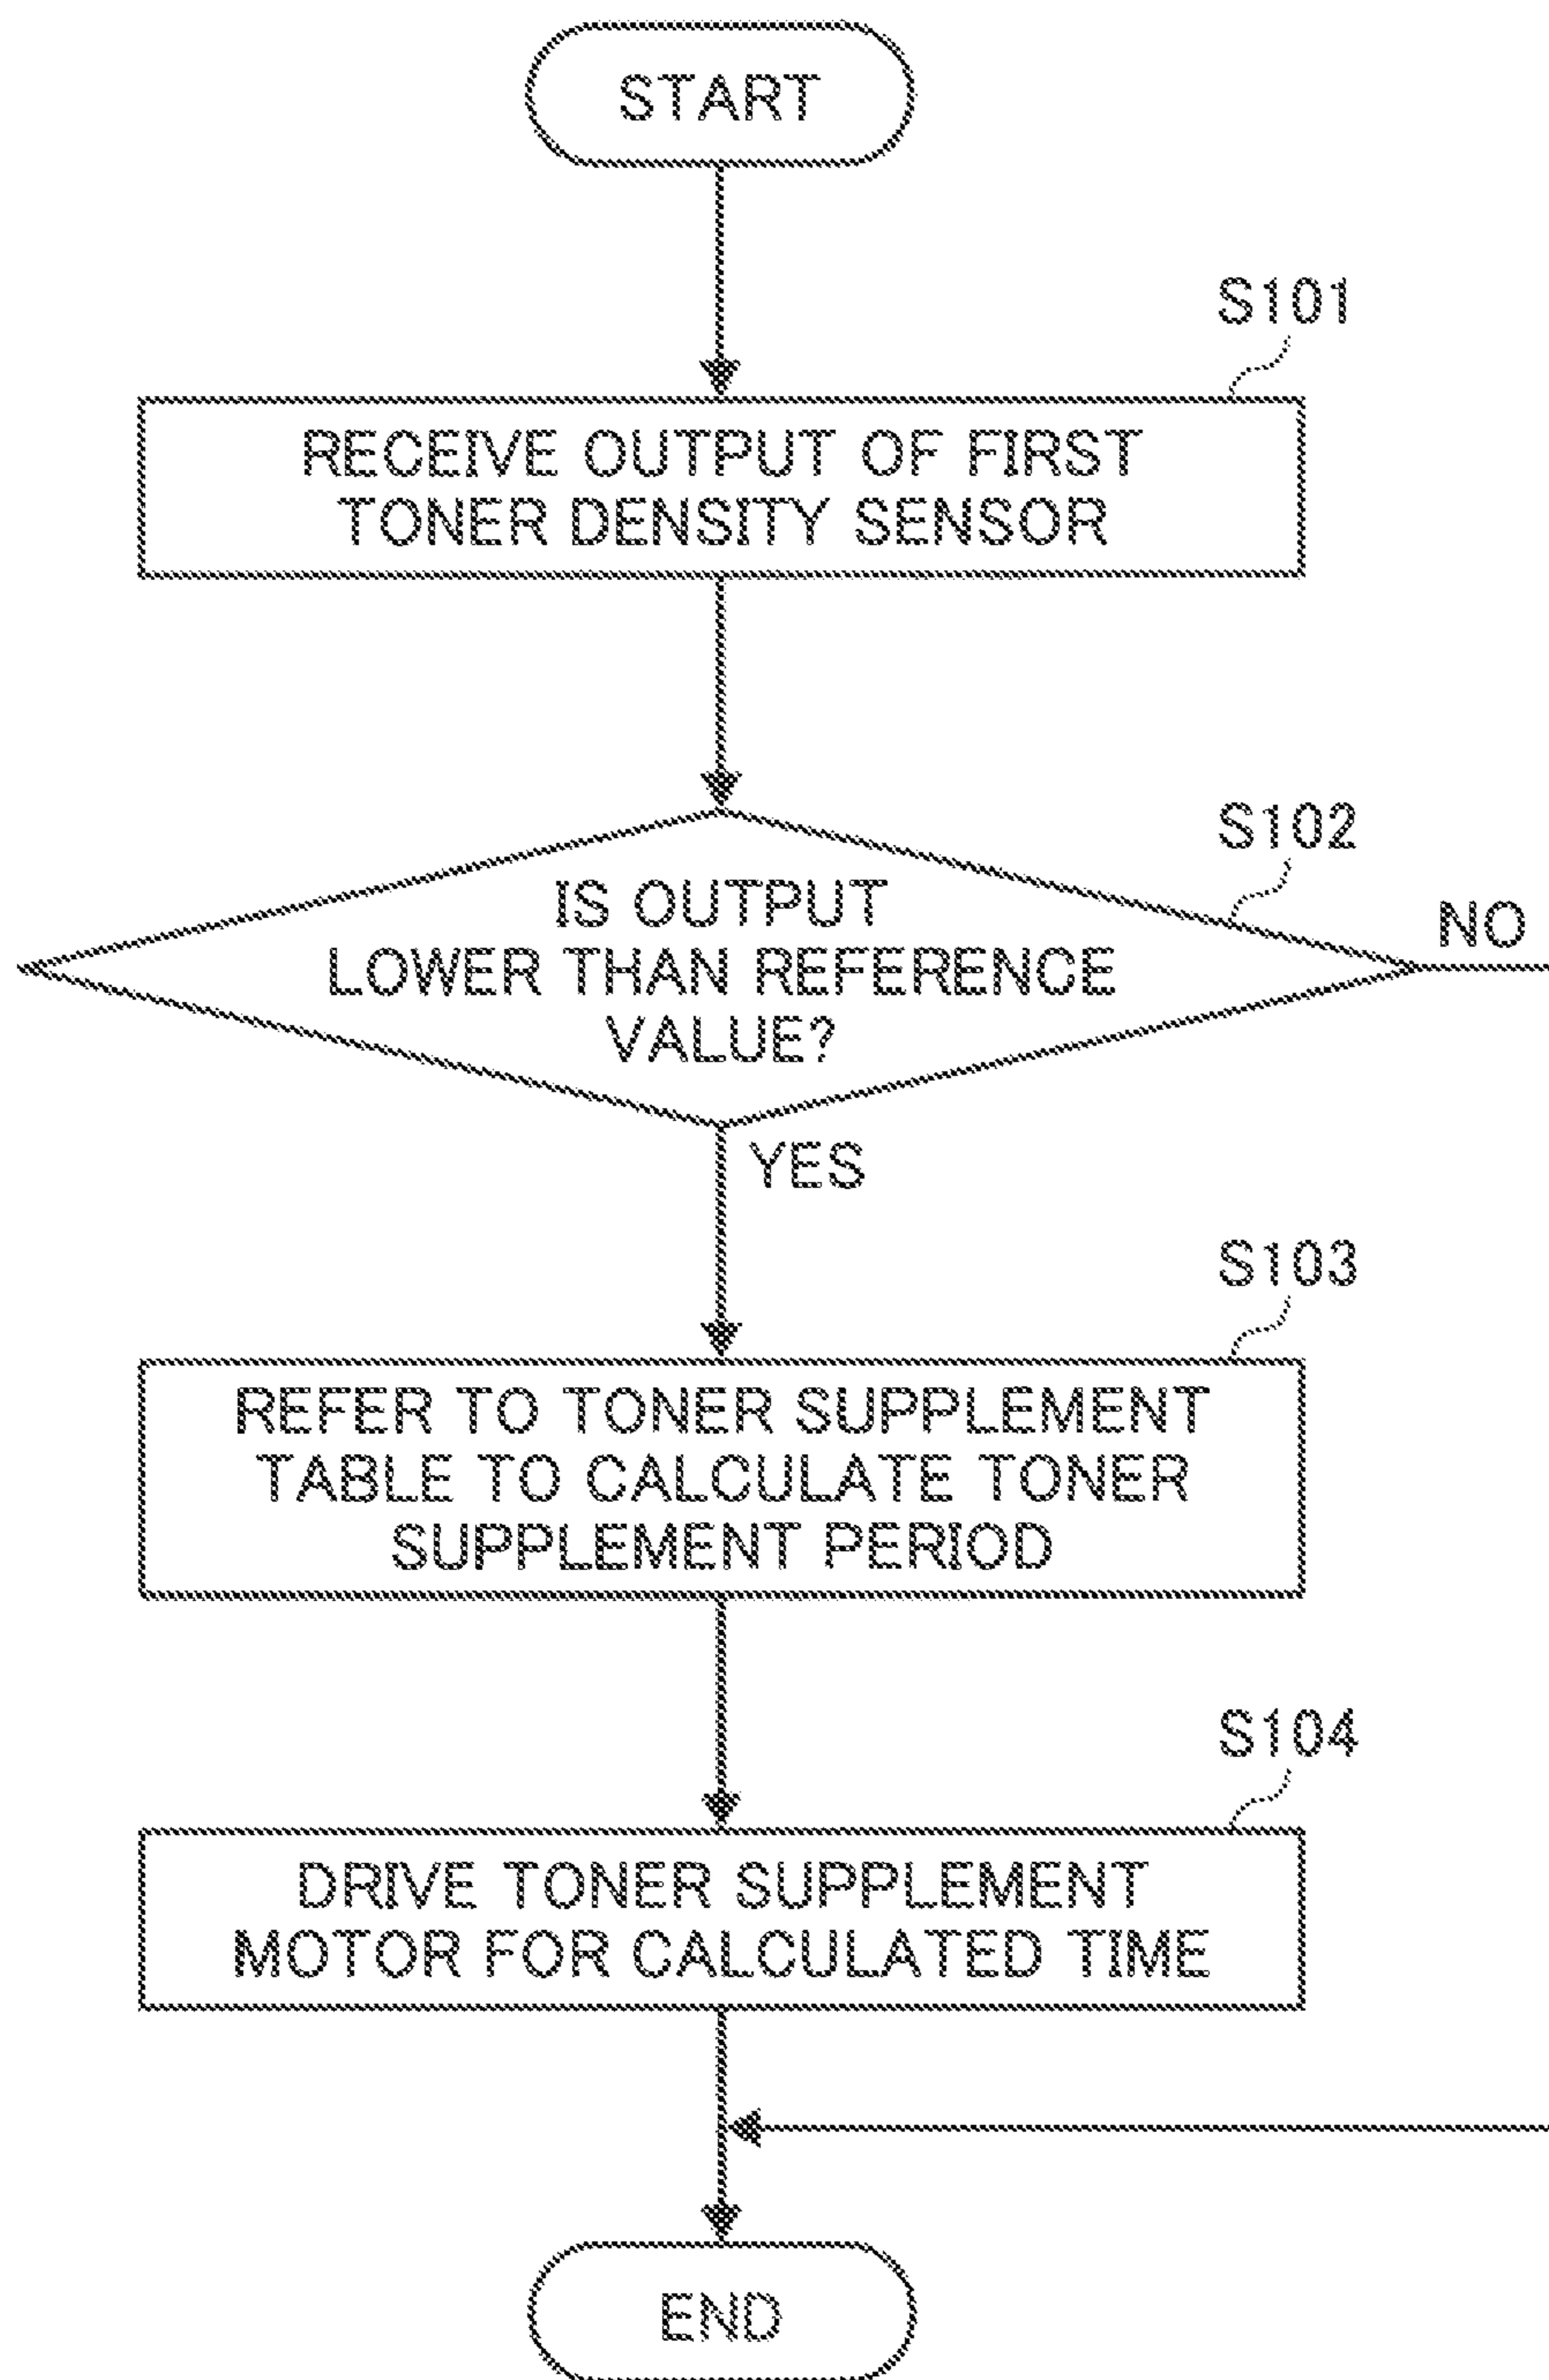 START
S101
RECEIVE OUTPUT OF FIRST
TONER DENSITY SENSOR
S102
IS OUTPUT
LOWER THAN REFERENCE
VALUE?
NO
YES
S103
REFER TO TONER SUPPLEMENT
TABLE TO CALCULATE TONER
SUPPLEMENT PERIOD
S104
DRIVE TONER SUPPLEMENT
MOTOR FOR CALCULATED TIME
END